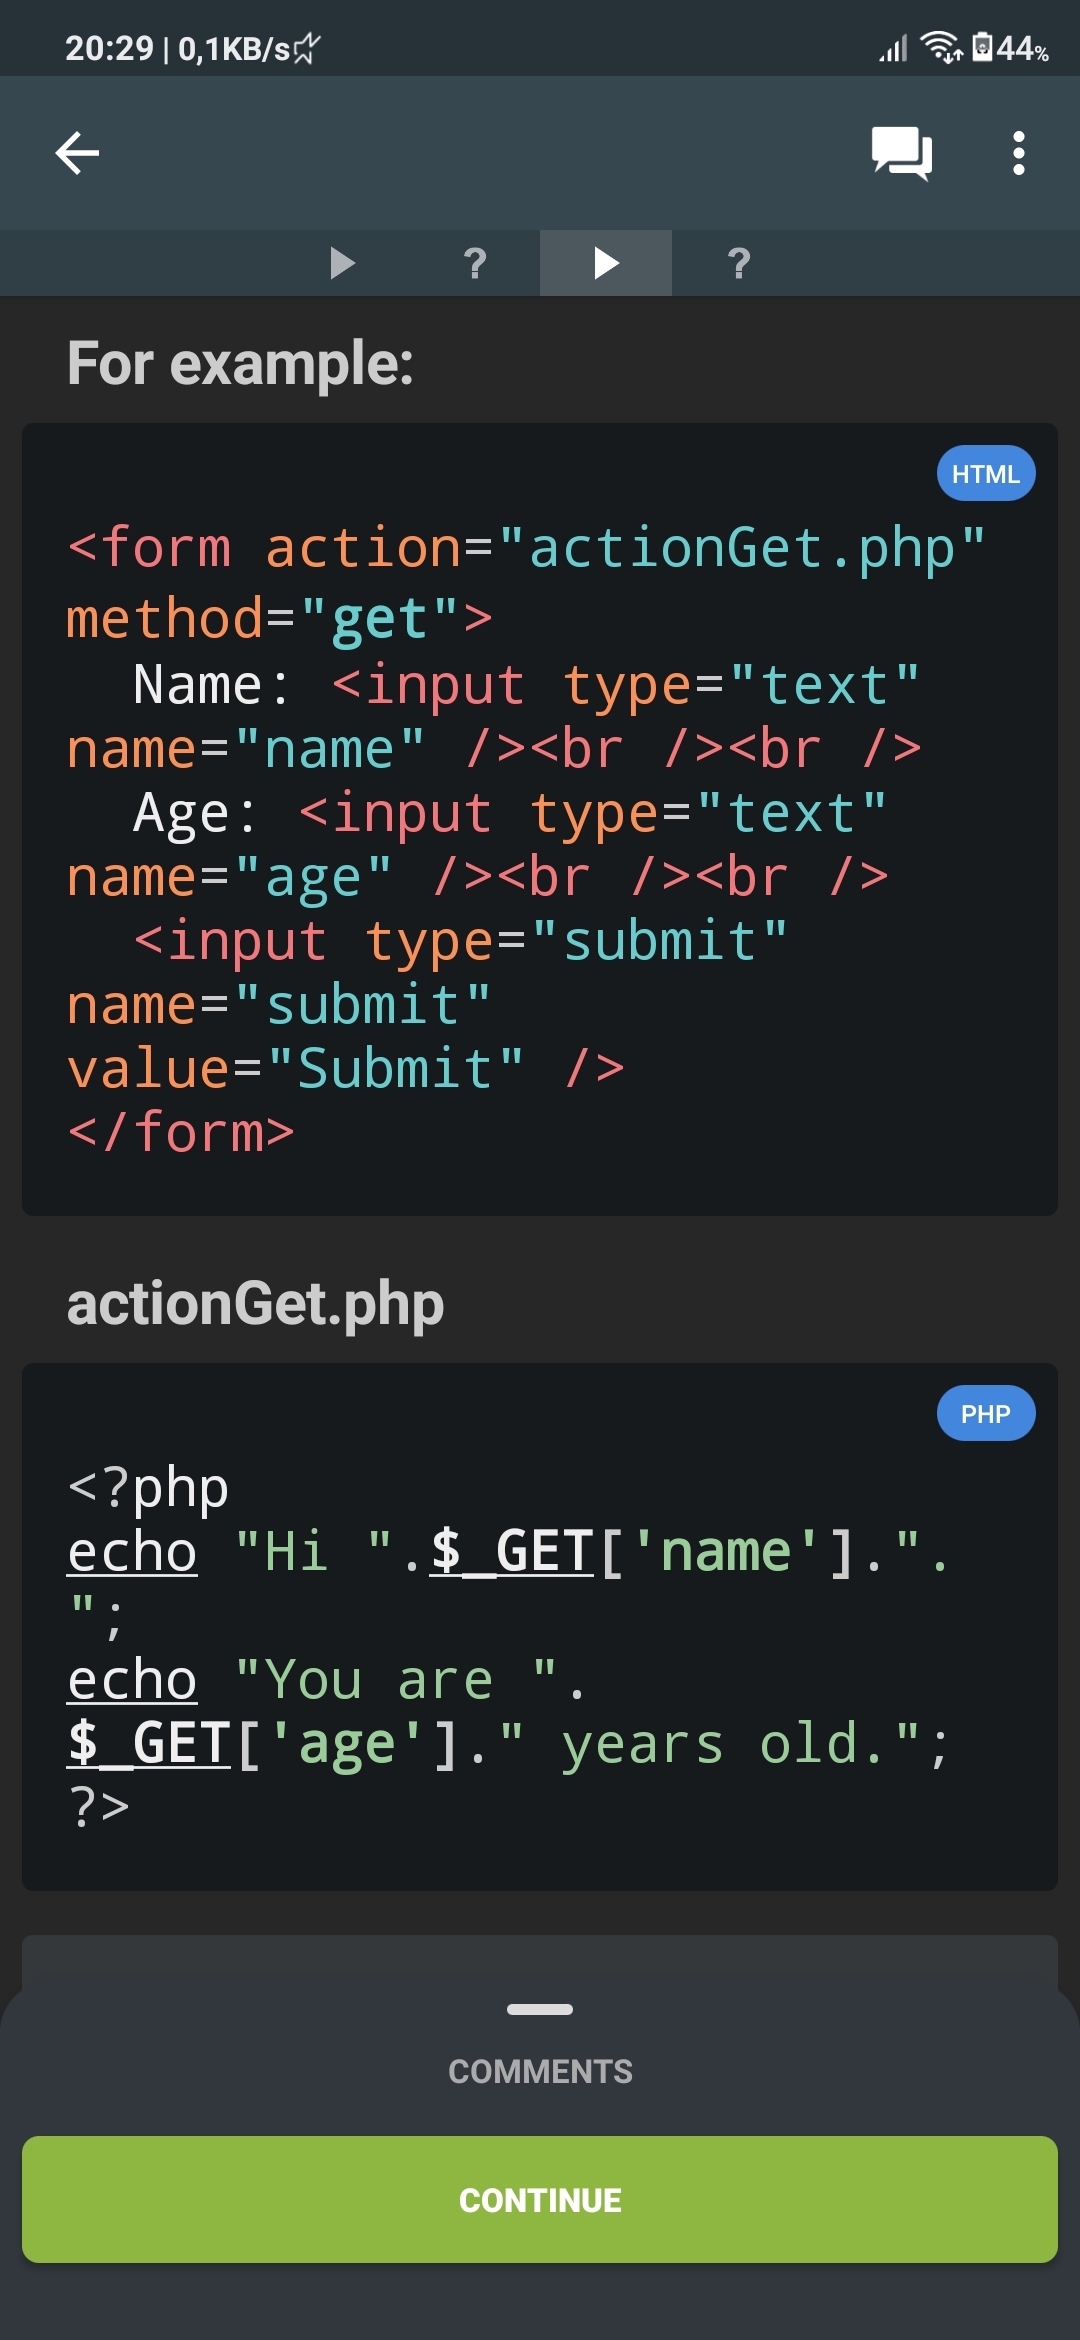 20:29 | 0,1KB/s
44%
?
?
For example:
HTML
<form action="actionGet.php"
method="get">
Name: <input type="text"
name="name" /><br /><br />
Age: <input type="text"
name="age" /><br /><br />
<input type="submit"
name="submit"
value="Submit" />
</form>
actionGet.php
PHP
<?php
echo "Hi ".$_GET['name'].".
";
echo "You are ".
$_GET['age']." years old.";
?>
COMMENTS
CONTINUE